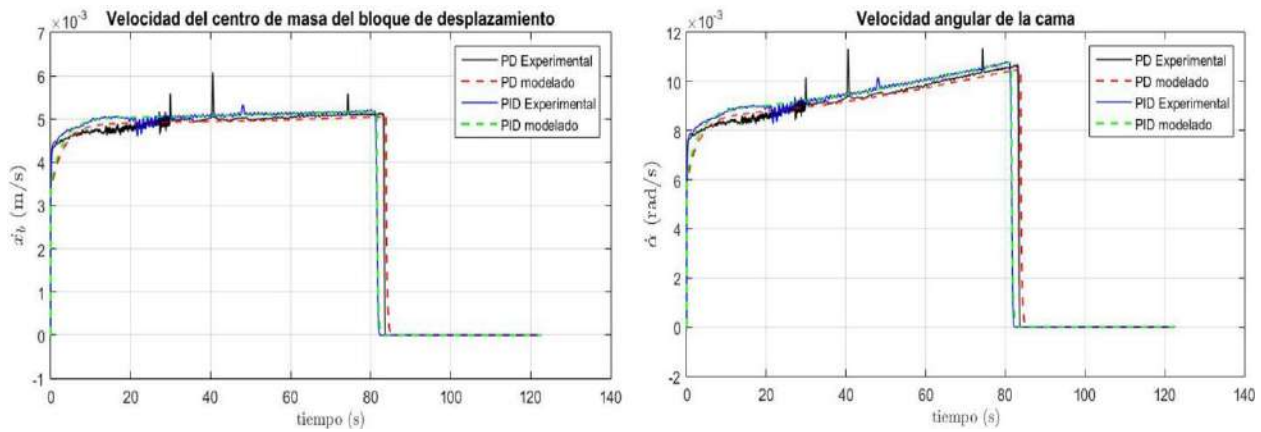 Velocidad del centro de masa del bloque de desplazamiento
×10⁻³
7
6
5
4
3
2
1
0
-1
0 20 40 60 80 100 120 140
ẋ_b (m/s)
tiempo (s)
PD Experimental
PD modelado
PID Experimental
PID modelado
Velocidad angular de la cama
×10⁻³
12
10
8
6
4
2
0
-2
0 20 40 60 80 100 120 140
α̇ (rad/s)
tiempo (s)
PD Experimental
PD modelado
PID Experimental
PID modelado